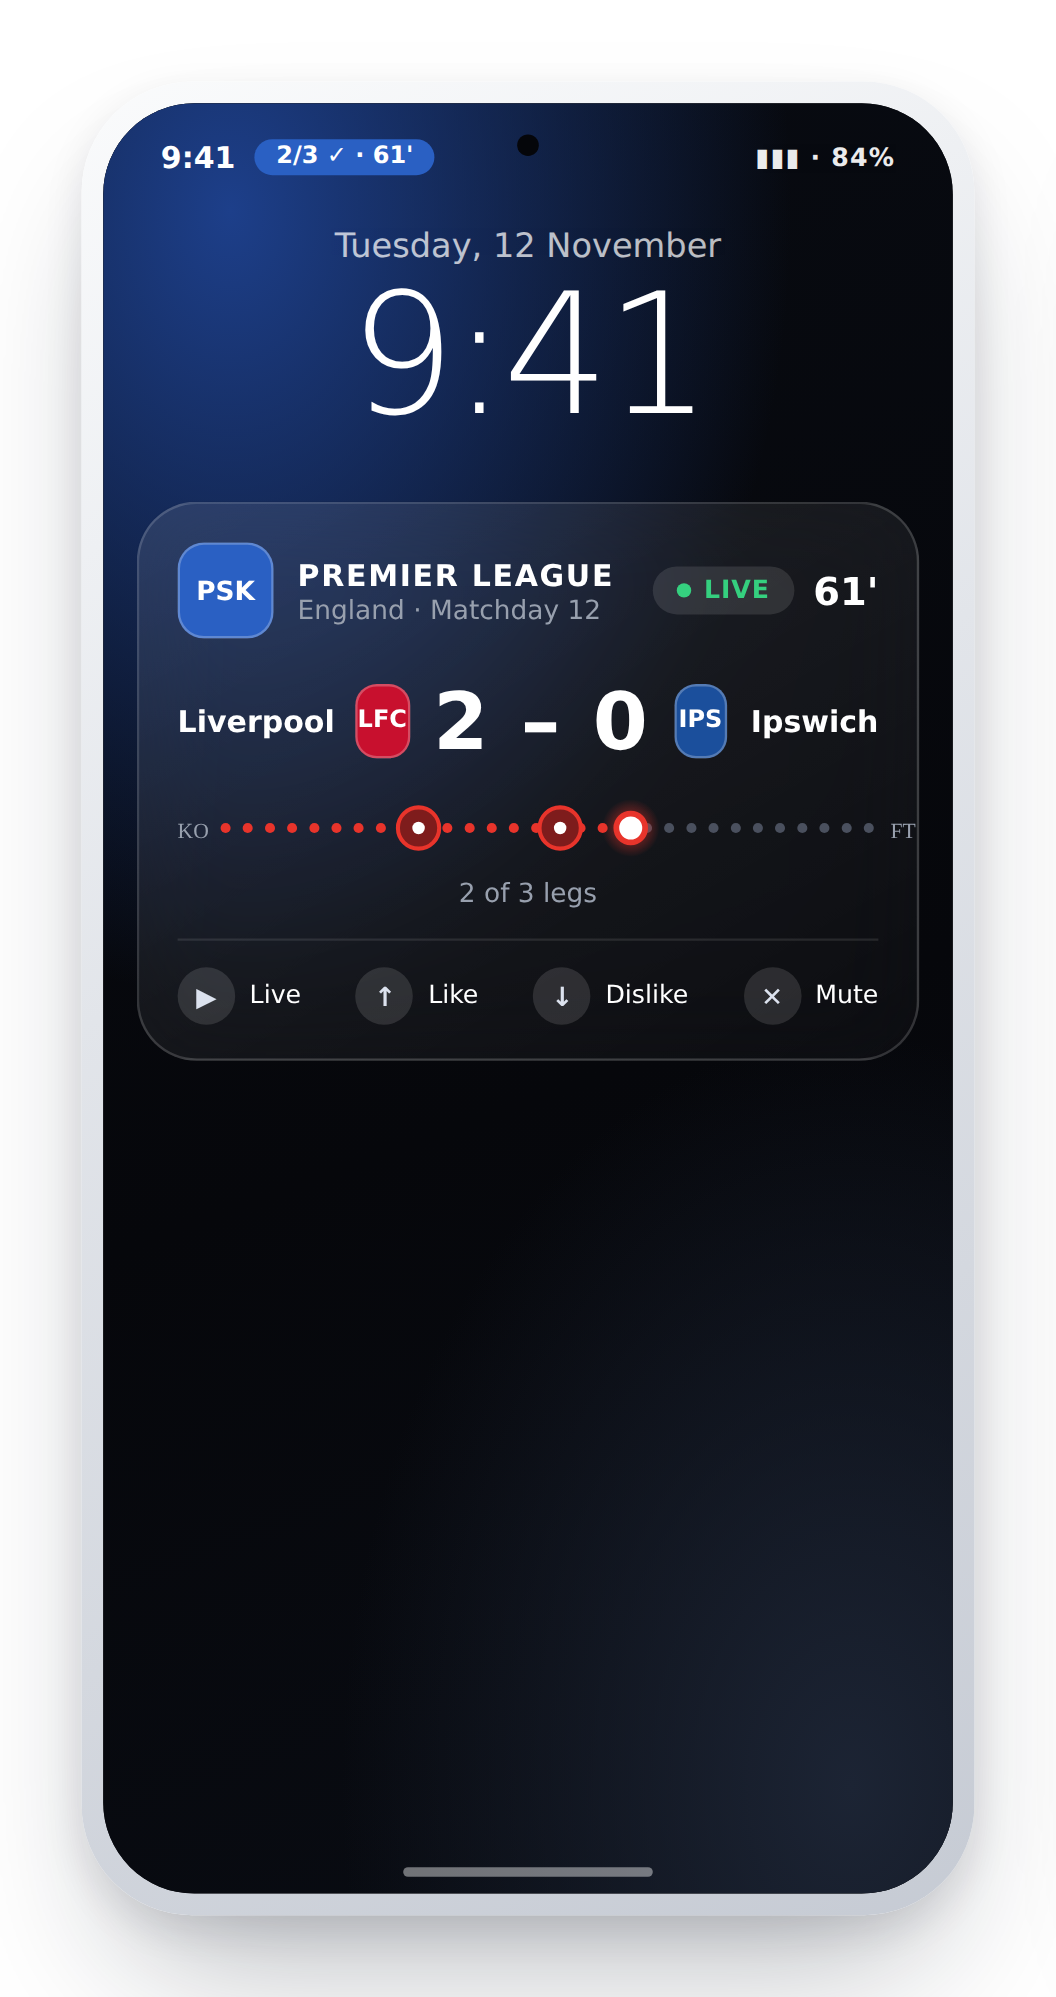 9:41 2/3 ✓ · 61' · 84%
Tuesday, 12 November
9:41
PSK PREMIER LEAGUE LIVE 61'
England · Matchday 12
Liverpool LFC 2 – 0 IPS Ipswich
KO FT
2 of 3 legs
Live Like Dislike Mute